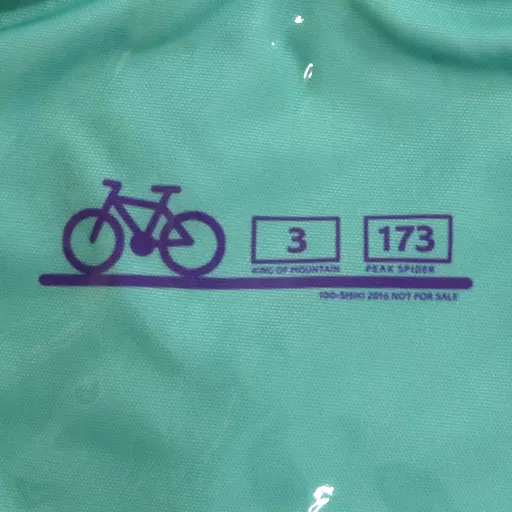 3 173
KING OF MOUNTAIN PEAK SPIDER
100-SHIKI 2016 NOT FOR SALE